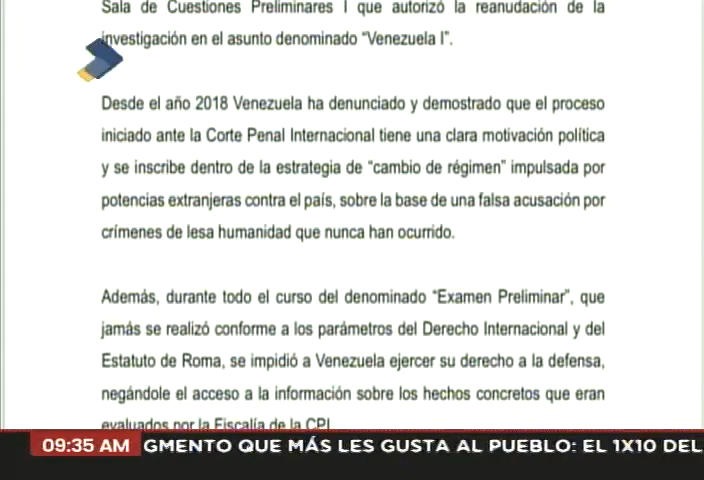 Sala de Cuestiones Preliminares I que autorizó la reanudación de la
investigación en el asunto denominado “Venezuela I”.
Desde el año 2018 Venezuela ha denunciado y demostrado que el proceso
iniciado ante la Corte Penal Internacional tiene una clara motivación política
y se inscribe dentro de la estrategia de “cambio de régimen” impulsada por
potencias extranjeras contra el país, sobre la base de una falsa acusación por
crímenes de lesa humanidad que nunca han ocurrido.
Además, durante todo el curso del denominado “Examen Preliminar”, que
jamás se realizó conforme a los parámetros del Derecho Internacional y del
Estatuto de Roma, se impidió a Venezuela ejercer su derecho a la defensa,
negándole el acceso a la información sobre los hechos concretos que eran
evaluados por la Fiscalía de la CPI
09:35 AM GMENTO QUE MÁS LES GUSTA AL PUEBLO: EL 1X10 DEL